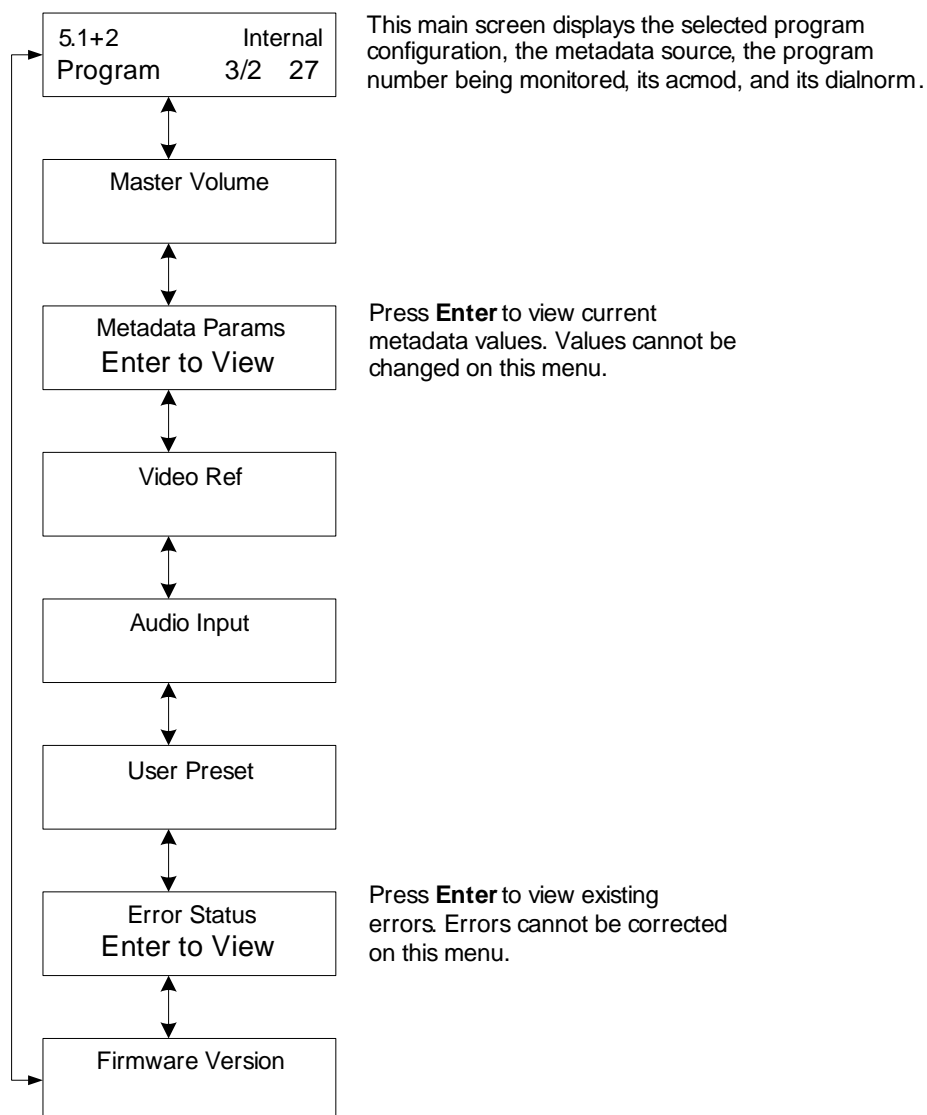 5.1+2 Internal
Program 3/2 27
This main screen displays the selected program
configuration, the metadata source, the program
number being monitored, its acmod, and its dialnorm.
Master Volume
Metadata Params
Enter to View
Press Enter to view current
metadata values. Values cannot be
changed on this menu.
Video Ref
Audio Input
User Preset
Error Status
Enter to View
Press Enter to view existing
errors. Errors cannot be corrected
on this menu.
Firmware Version